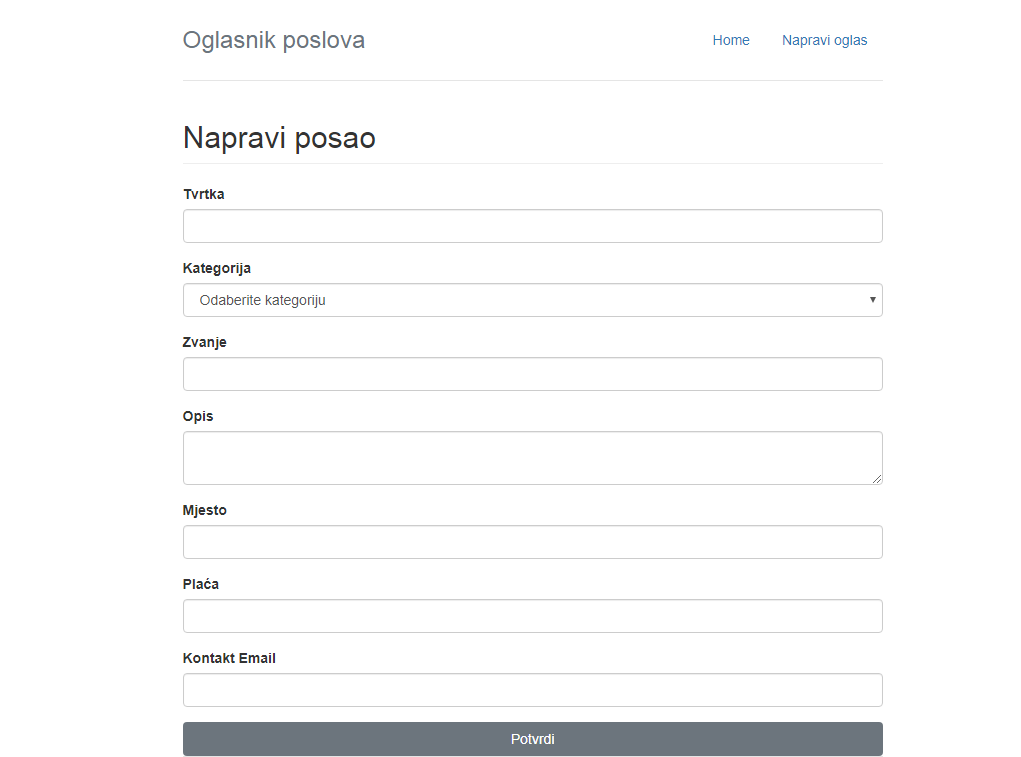 Oglasnik poslova
Home
Napravi oglas
Napravi posao
Tvrtka
Kategorija
Odaberite kategoriju
Zvanje
Opis
Mjesto
Plaća
Kontakt Email
Potvrdi